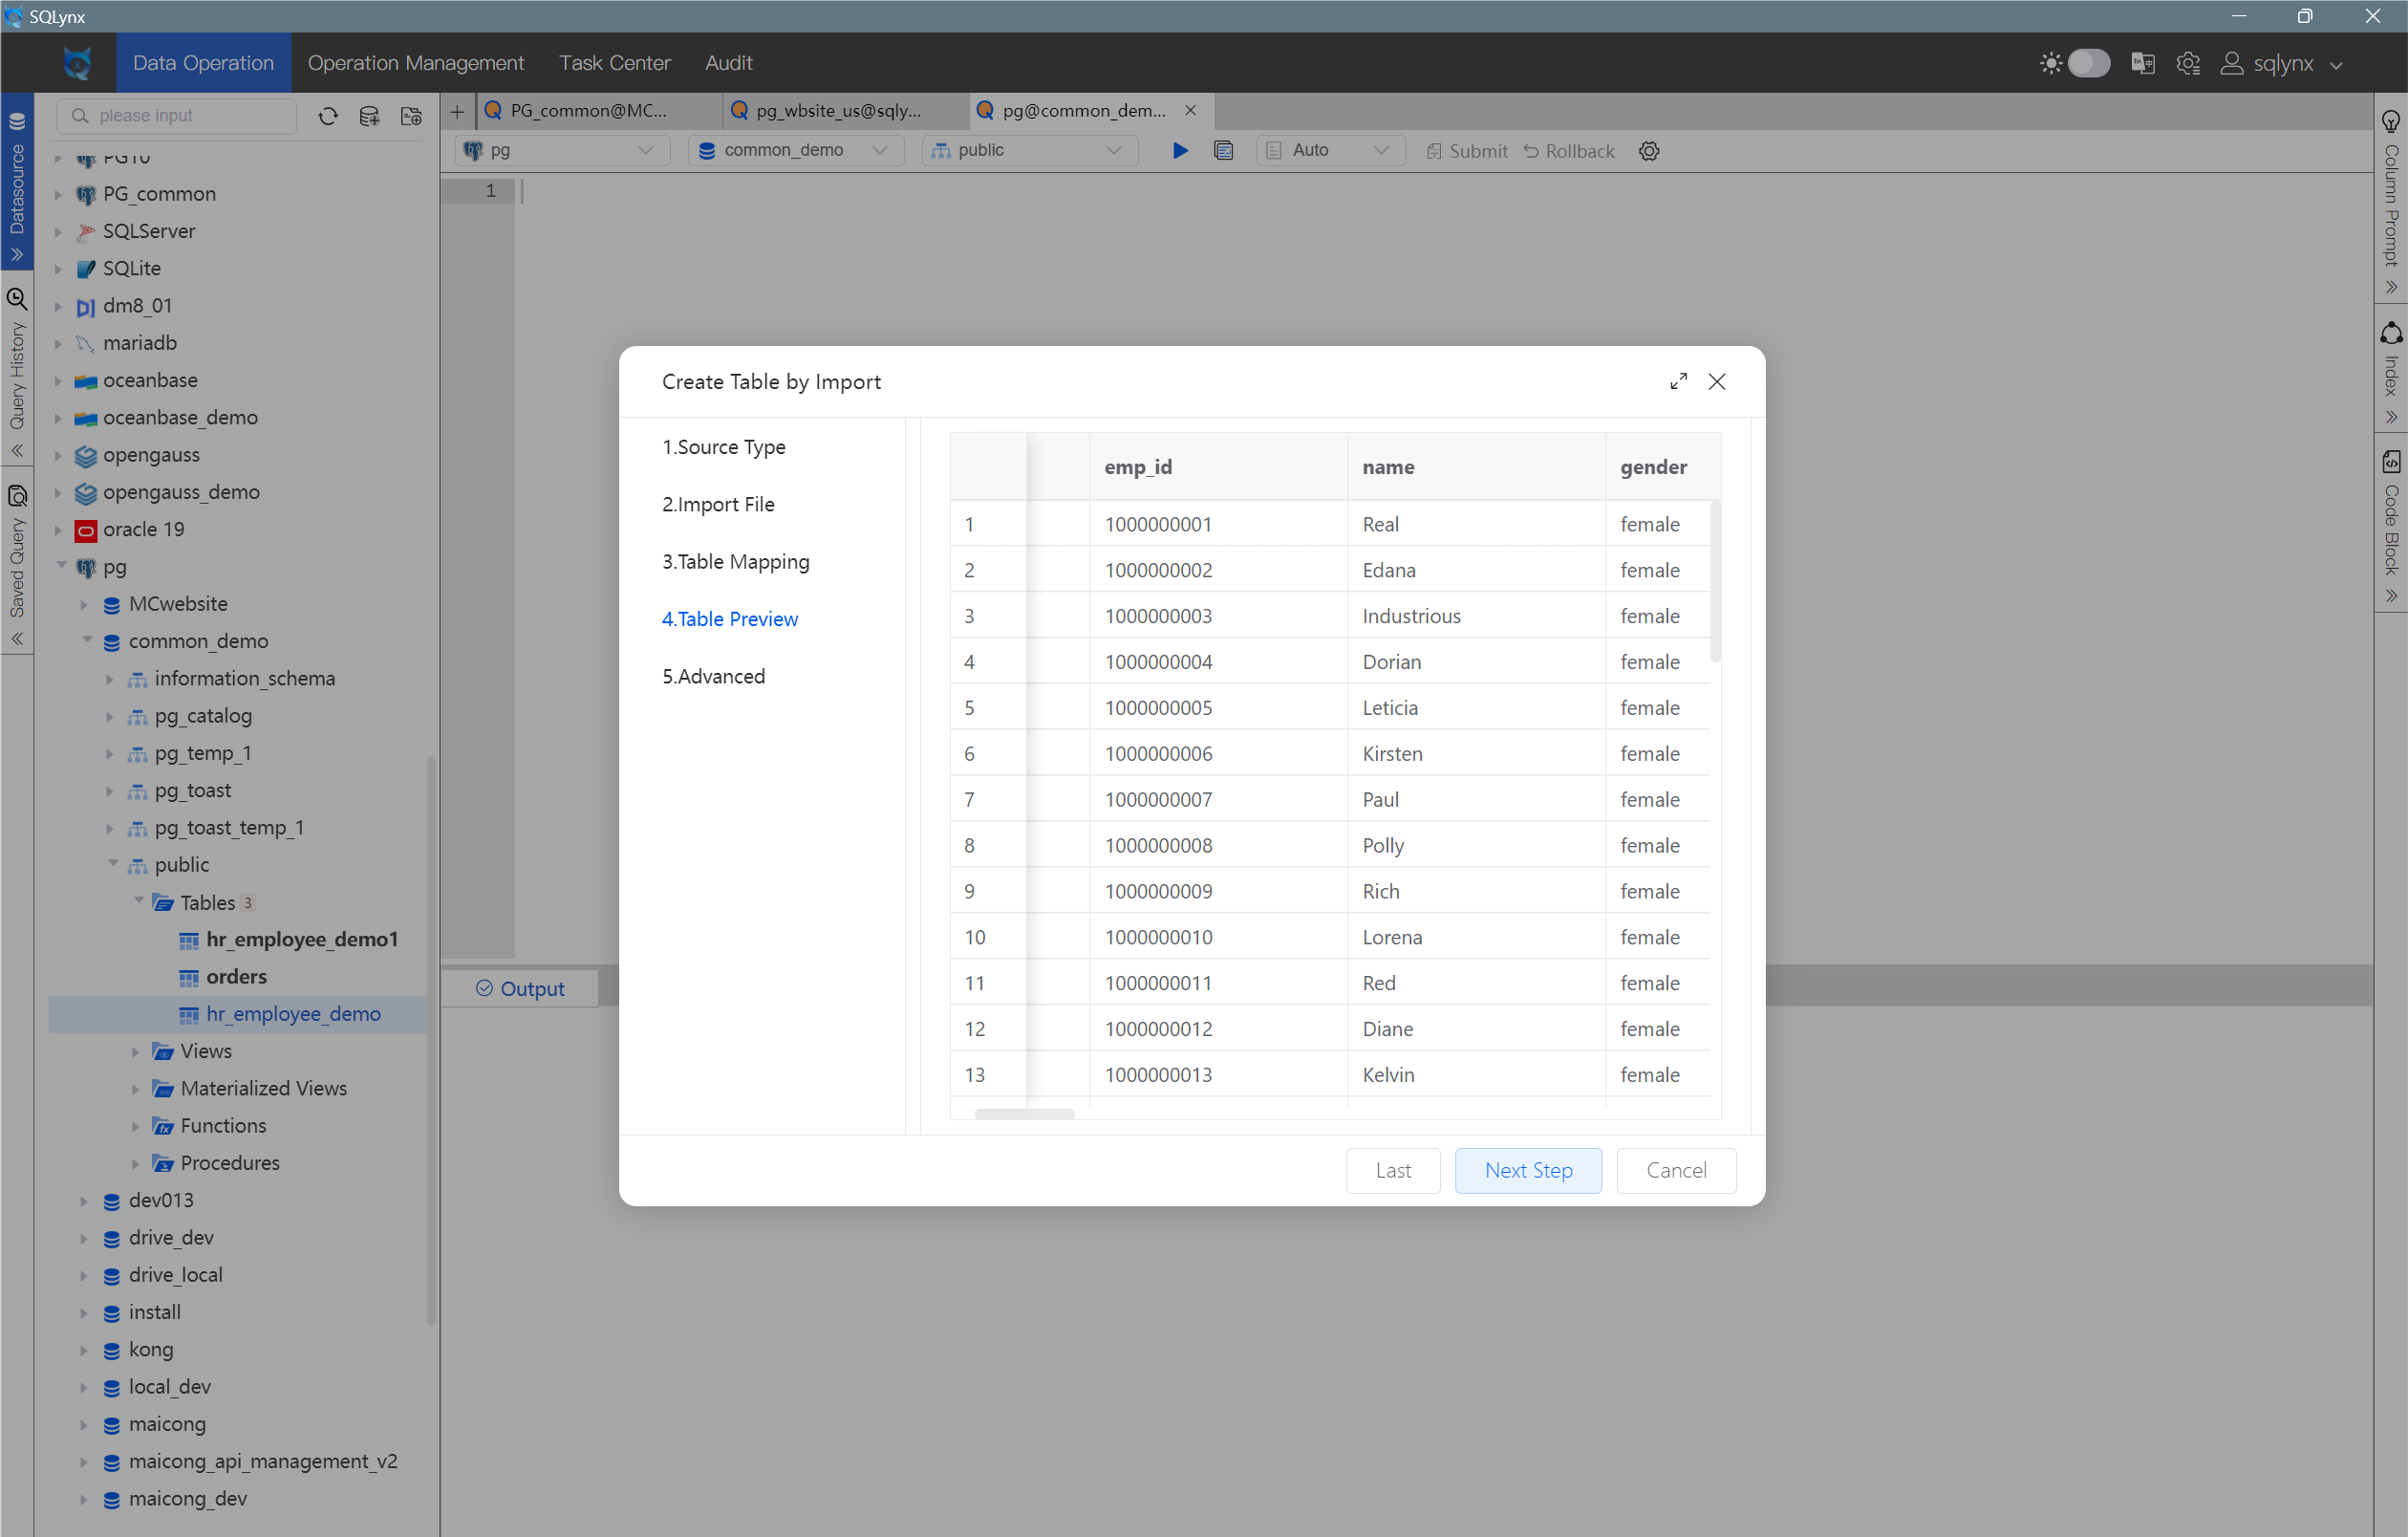 SQLynx
Data Operation
Operation Management
Task Center
Audit
sqlynx
Datasource
Query History
Saved Query
please input
PG10
PG_common
SQLServer
SQLite
dm8_01
mariadb
oceanbase
oceanbase_demo
opengauss
opengauss_demo
oracle 19
pg
MCwebsite
common_demo
information_schema
pg_catalog
pg_temp_1
pg_toast
pg_toast_temp_1
public
Tables 3
hr_employee_demo1
orders
hr_employee_demo
Views
Materialized Views
Functions
Procedures
dev013
drive_dev
drive_local
install
kong
local_dev
maicong
maicong_api_management_v2
maicong_dev
PG_common@MC...
pg_wbsite_us@sqly...
pg@common_dem...
pg
common_demo
public
Auto
Submit
Rollback
1
Output
Create Table by Import
1.Source Type
2.Import File
3.Table Mapping
4.Table Preview
5.Advanced
emp_id name gender
1 1000000001 Real female
2 1000000002 Edana female
3 1000000003 Industrious female
4 1000000004 Dorian female
5 1000000005 Leticia female
6 1000000006 Kirsten female
7 1000000007 Paul female
8 1000000008 Polly female
9 1000000009 Rich female
10 1000000010 Lorena female
11 1000000011 Red female
12 1000000012 Diane female
13 1000000013 Kelvin female
Last
Next Step
Cancel
Column Prompt
Index
Code Block